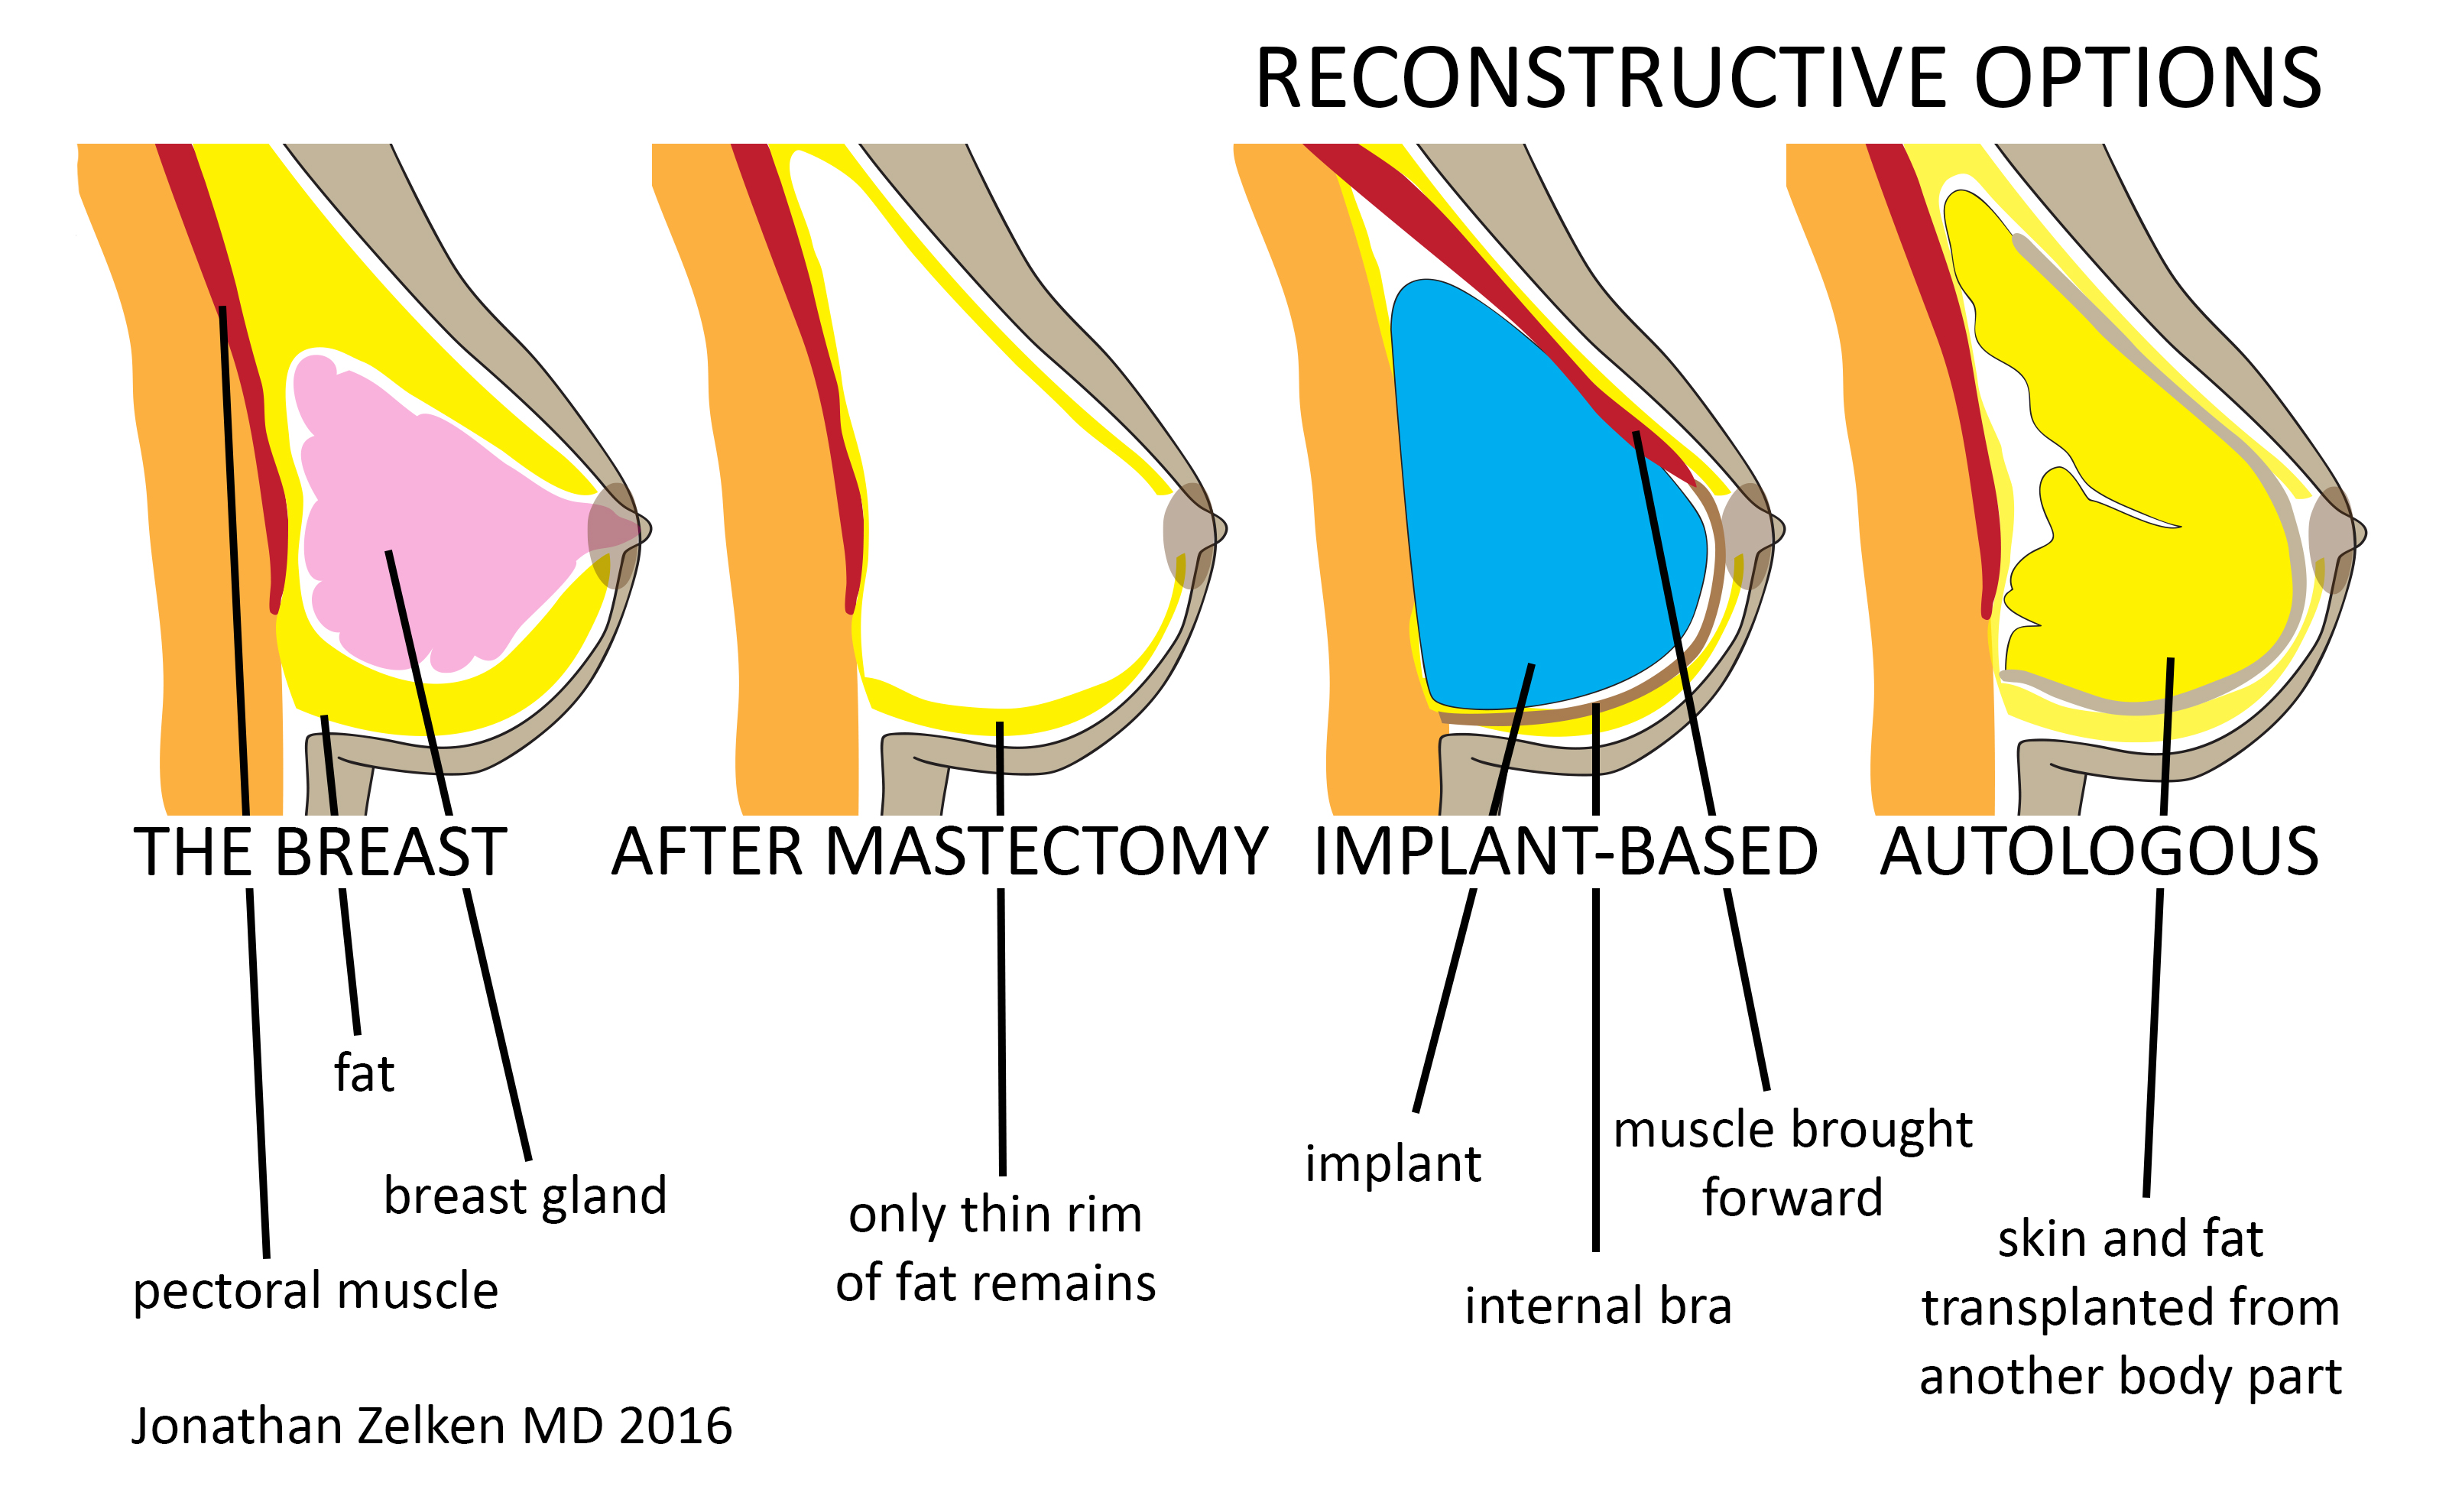 RECONSTRUCTIVE OPTIONS
THE BREAST
AFTER MASTECTOMY
IMPLANT-BASED
AUTOLOGOUS
fat
breast gland
pectoral muscle
only thin rim
of fat remains
implant
muscle brought
forward
internal bra
skin and fat
transplanted from
another body part
Jonathan Zelken MD 2016